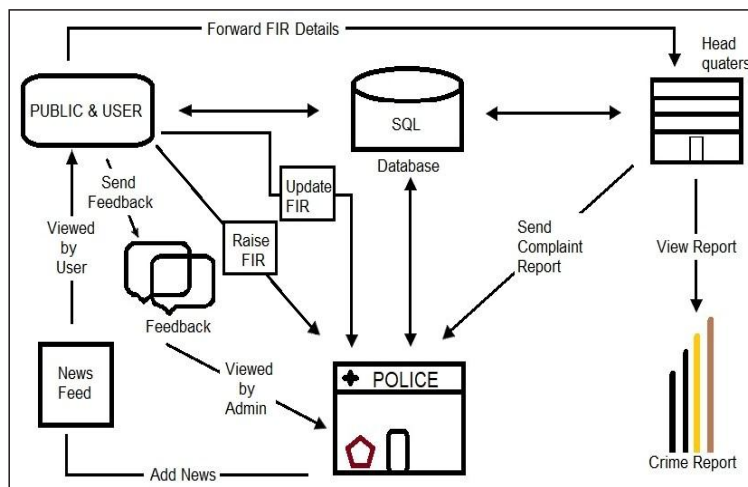 Forward FIR Details
Head
quaters
PUBLIC & USER
SQL
Database
Send
Feedback
Update
FIR
Viewed
by
User
Raise
FIR
Send
Complaint
Report
View Report
Feedback
News
Feed
Viewed
by
Admin
POLICE
Add News
Crime Report